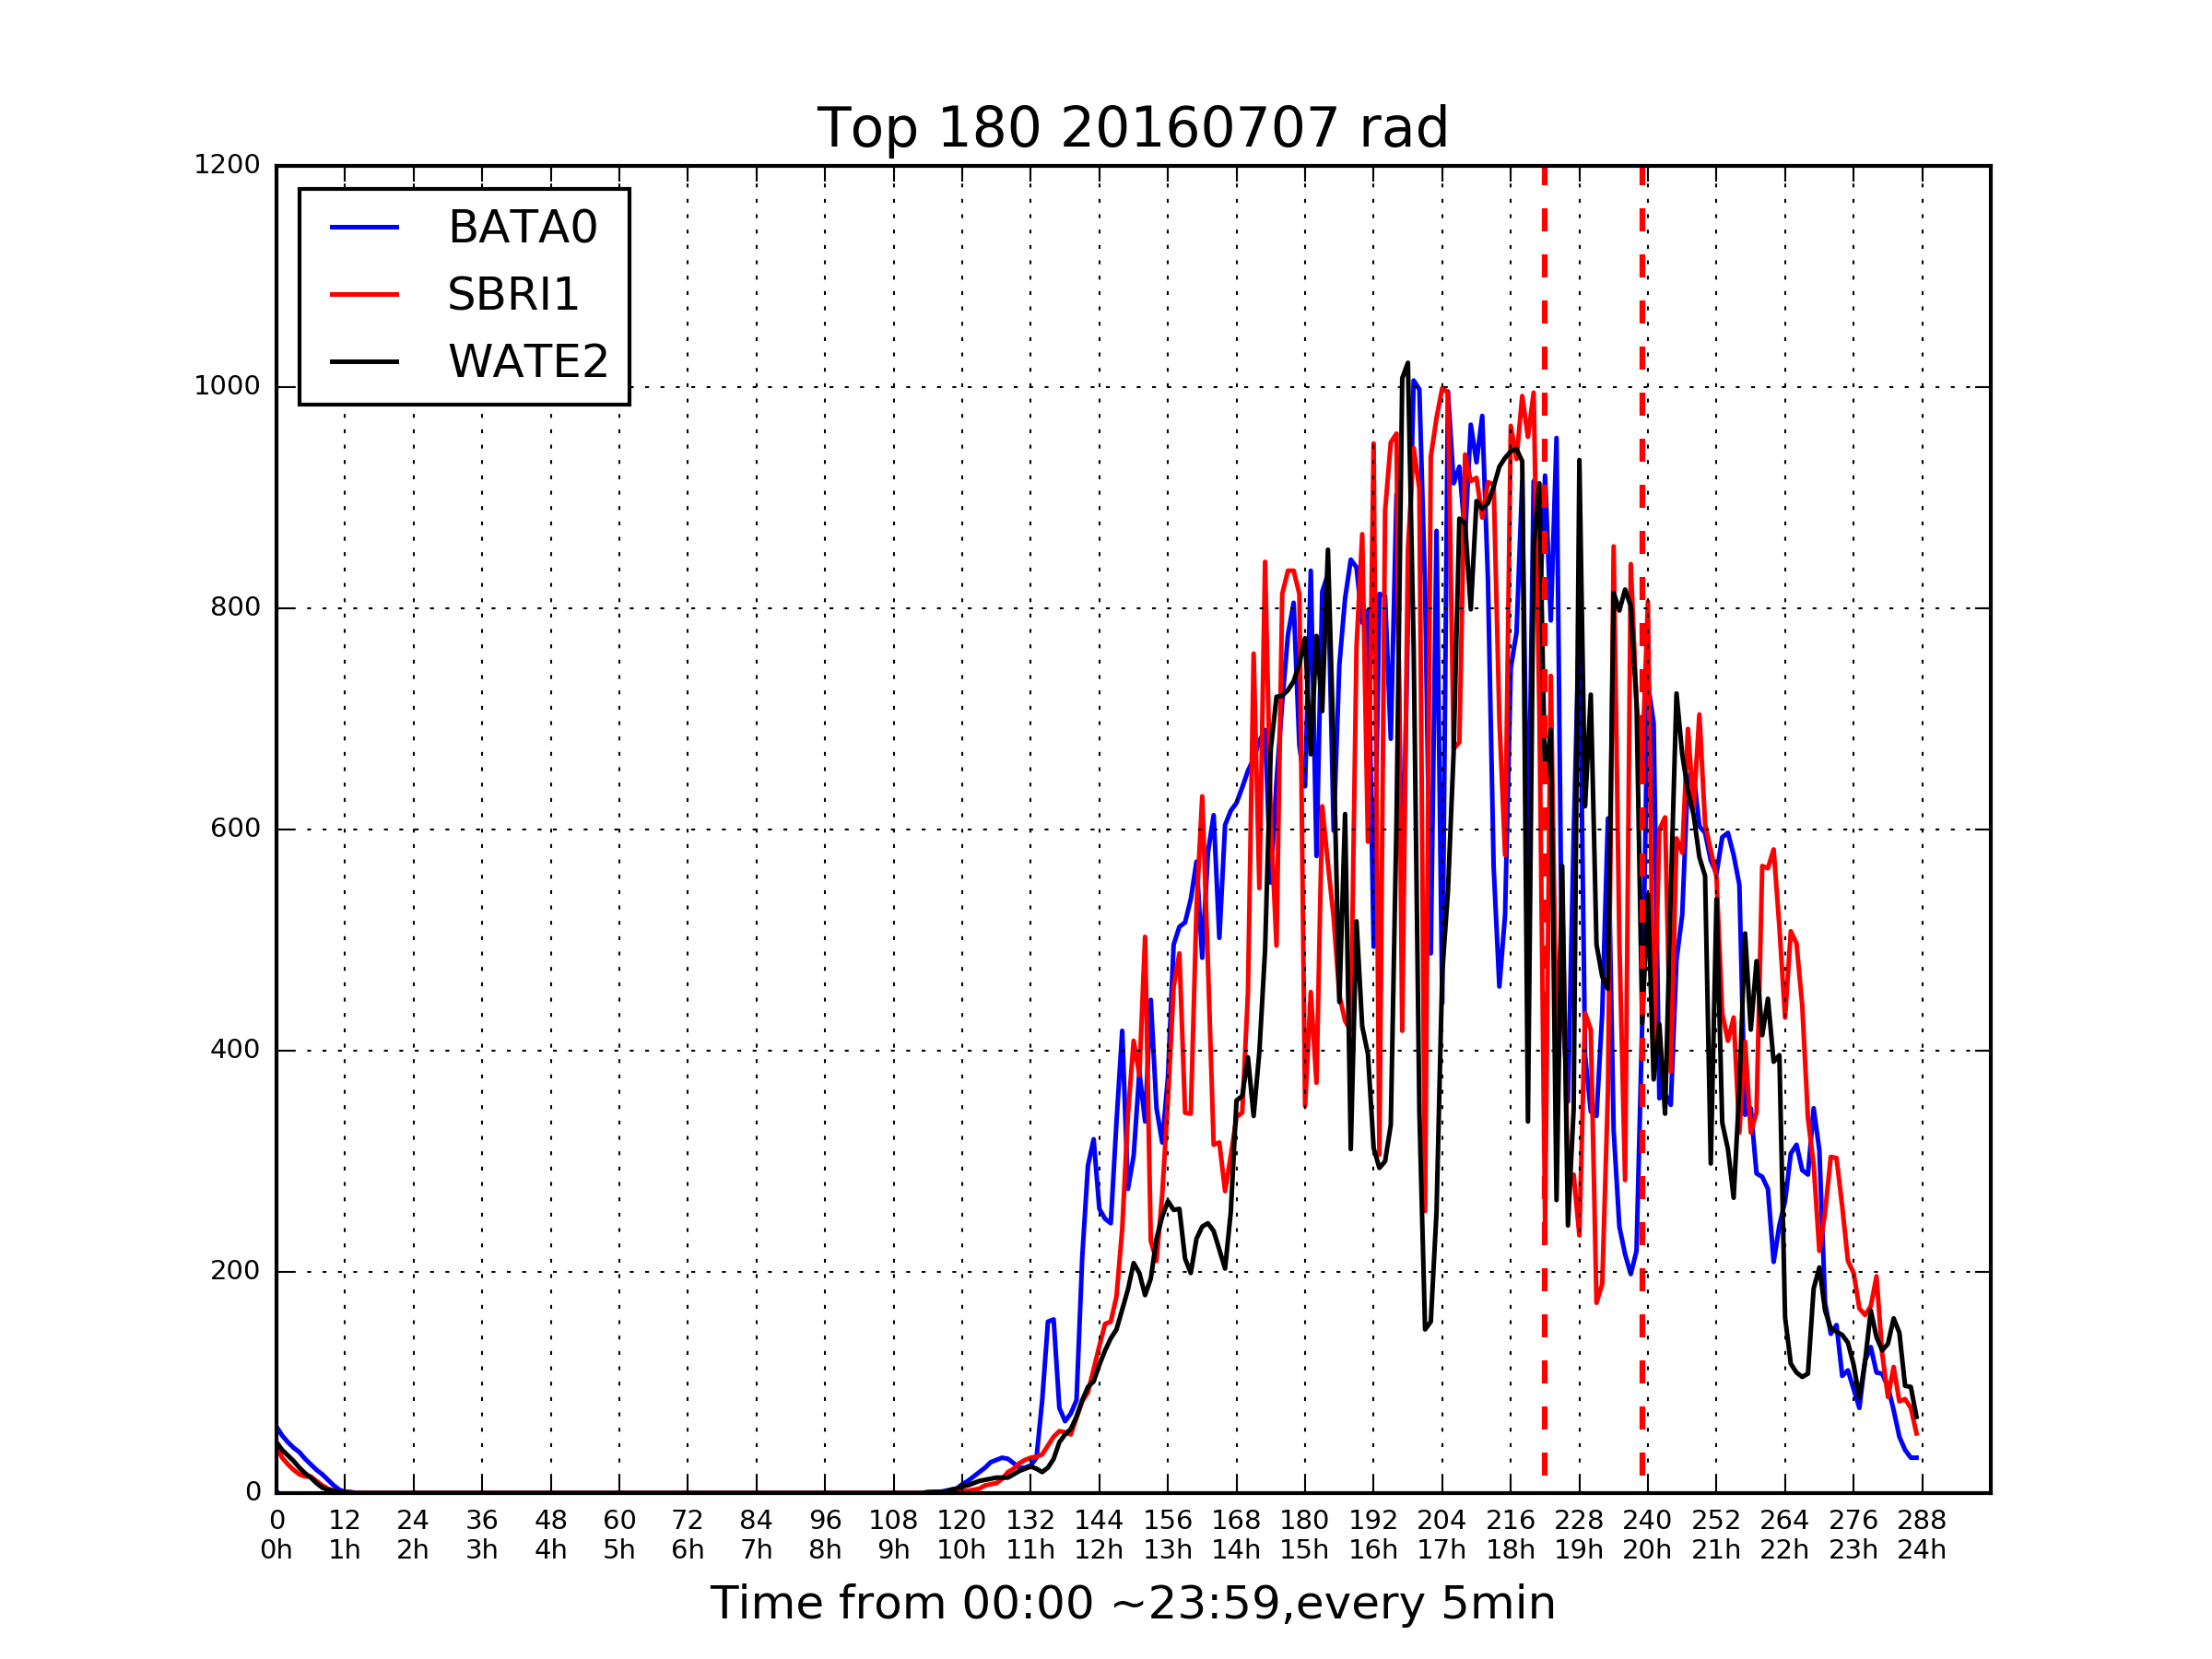 Top 180 20160707 rad
1200
1000
800
600
400
200
0
BATA0
SBRI1
WATE2
0 12 24 36 48 60 72 84 96 108 120 132 144 156 168 180 192 204 216 228 240 252 264 276 288
0h 1h 2h 3h 4h 5h 6h 7h 8h 9h 10h 11h 12h 13h 14h 15h 16h 17h 18h 19h 20h 21h 22h 23h 24h
Time from 00:00 ~23:59,every 5min